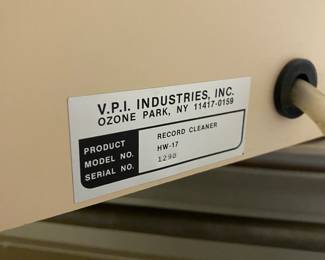 V.P.I. INDUSTRIES, INC.
OZONE PARK, NY 11417-0159
PRODUCT RECORD CLEANER
MODEL NO. HW-17
SERIAL NO. 1290